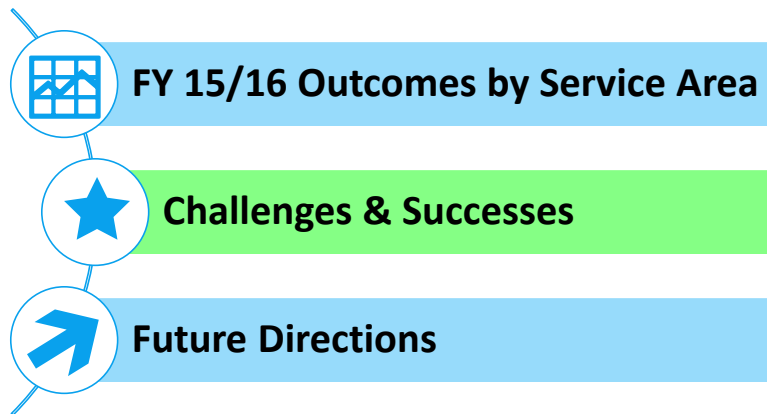 FY 15/16 Outcomes by Service Area
Challenges & Successes
Future Directions